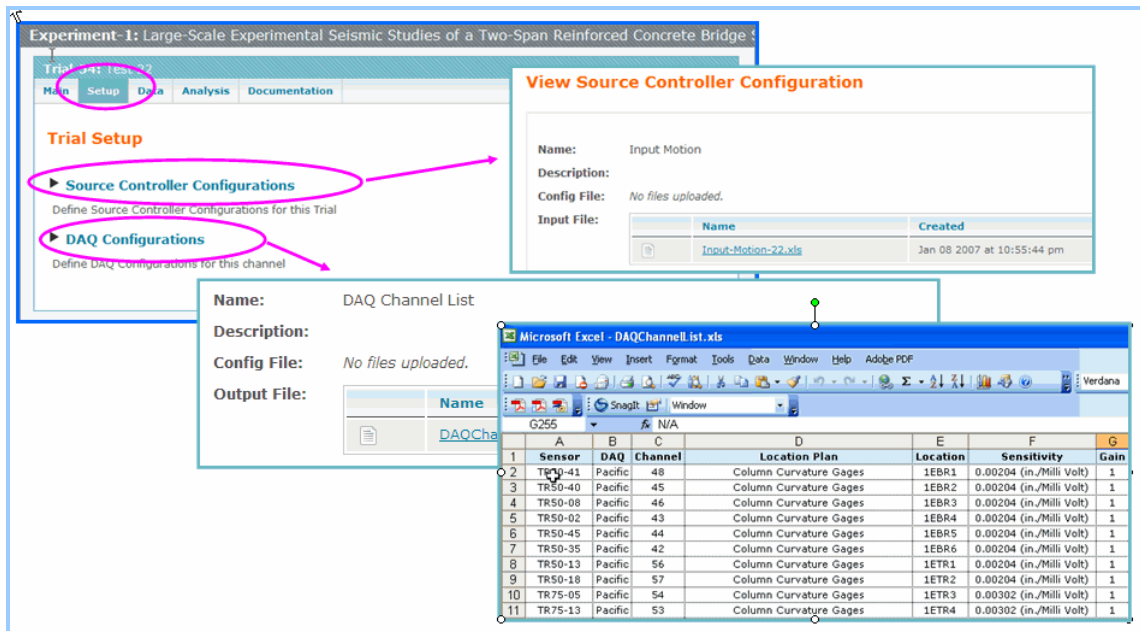 Experiment-1: Large-Scale Experimental Seismic Studies of a Two-Span Reinforced Concrete Bridge
Trial 34: Test 22
Main Setup Data Analysis Documentation
Trial Setup
Source Controller Configurations
Define Source Controller Configurations for this Trial
DAQ Configurations
Define DAQ Configurations for this channel
View Source Controller Configuration
Name: Input Motion
Description:
Config File: No files uploaded.
Input File:
Name Created
Input-Motion-22.xls Jan 08 2007 at 10:55:44 pm
Name: DAQ Channel List
Description:
Config File: No files uploaded.
Output File:
Name
DAQCha
Microsoft Excel - DAQChannelList.xls
File Edit View Insert Format Tools Data Window Help Adobe PDF
Verdana
SnagIt Window
G255 fx N/A
A B C D E F G
1 Sensor DAQ Channel Location Plan Location Sensitivity Gain
2 Pacific 48 Column Curvature Gages 1EBR1 0.00204 (in./Milli Volt) 1
3 TR50-40 Pacific 45 Column Curvature Gages 1EBR2 0.00204 (in./Milli Volt) 1
4 TR50-08 Pacific 46 Column Curvature Gages 1EBR3 0.00204 (in./Milli Volt) 1
5 TR50-02 Pacific 43 Column Curvature Gages 1EBR4 0.00204 (in./Milli Volt) 1
6 TR50-45 Pacific 44 Column Curvature Gages 1EBR5 0.00204 (in./Milli Volt) 1
7 TR50-35 Pacific 42 Column Curvature Gages 1EBR6 0.00204 (in./Milli Volt) 1
8 TR50-13 Pacific 56 Column Curvature Gages 1ETR1 0.00204 (in./Milli Volt) 1
9 TR50-18 Pacific 57 Column Curvature Gages 1ETR2 0.00204 (in./Milli Volt) 1
10 TR75-05 Pacific 54 Column Curvature Gages 1ETR3 0.00302 (in./Milli Volt) 1
11 TR75-13 Pacific 53 Column Curvature Gages 1ETR4 0.00302 (in./Milli Volt) 1